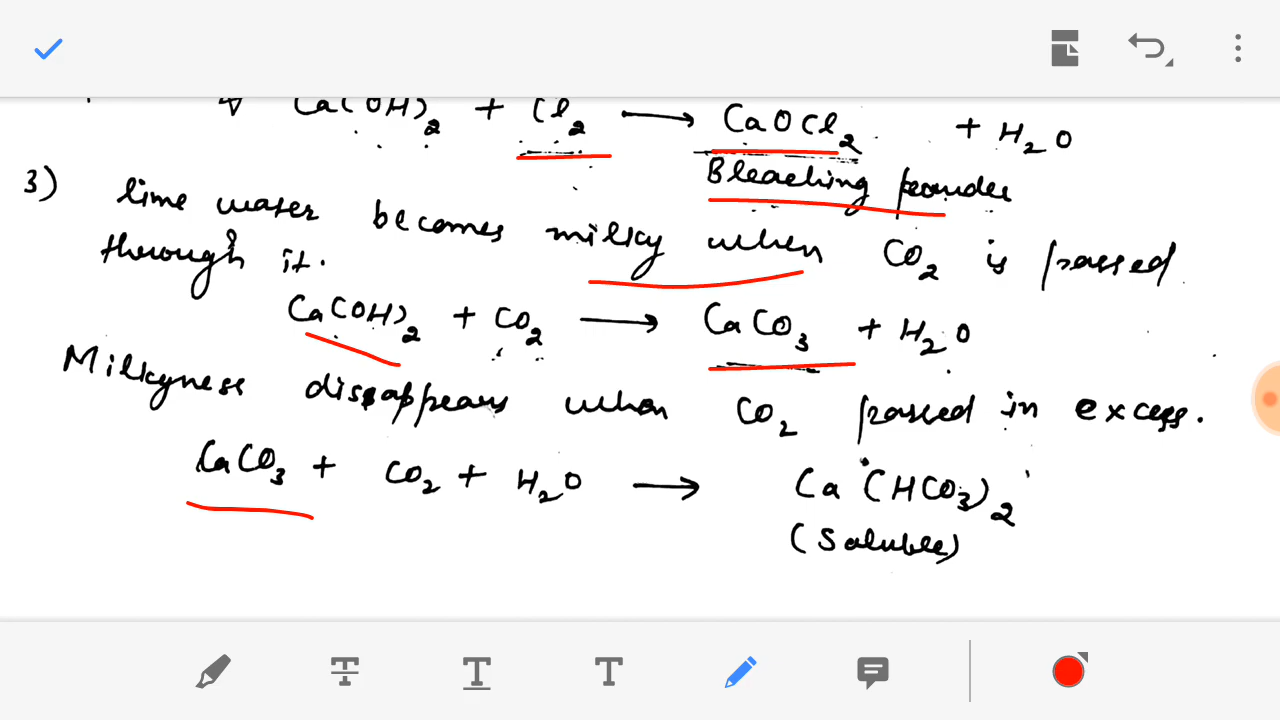 Ca(OH)₂ + Cl₂ ⟶ CaOCl₂ + H₂O
Bleaching powder
3) lime water becomes milky when CO₂ is passed
through it.
Ca(OH)₂ + CO₂ ⟶ CaCO₃ + H₂O
Milkyness disappears when CO₂ passed in excess.
CaCO₃ + CO₂ + H₂O ⟶ Ca(HCO₃)₂
(Soluble)
T T T